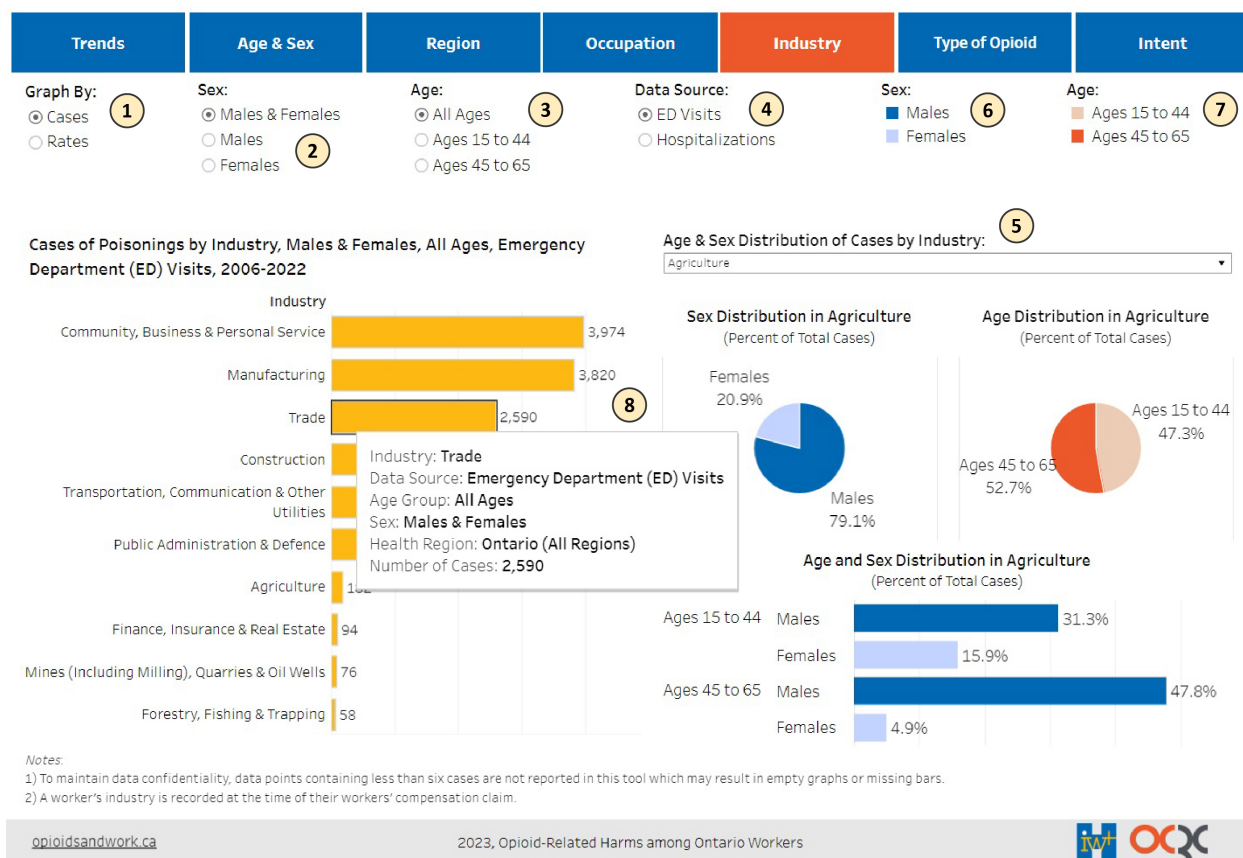 Trends
Age & Sex
Region
Occupation
Industry
Type of Opioid
Intent
Graph By:
Cases
Rates
1
Sex:
Males & Females
Males
Females
2
Age:
All Ages
Ages 15 to 44
Ages 45 to 65
3
Data Source:
ED Visits
Hospitalizations
4
Sex:
Males
Females
6
Age:
Ages 15 to 44
Ages 45 to 65
7
Cases of Poisonings by Industry, Males & Females, All Ages, Emergency
Department (ED) Visits, 2006-2022
Industry
Community, Business & Personal Service 3,974
Manufacturing 3,820
Trade 2,590
8
Construction
Transportation, Communication & Other
Utilities
Public Administration & Defence
Agriculture
Finance, Insurance & Real Estate 94
Mines (Including Milling), Quarries & Oil Wells 76
Forestry, Fishing & Trapping 58
Industry: Trade
Data Source: Emergency Department (ED) Visits
Age Group: All Ages
Sex: Males & Females
Health Region: Ontario (All Regions)
Number of Cases: 2,590
5
Age & Sex Distribution of Cases by Industry:
Agriculture
Sex Distribution in Agriculture
(Percent of Total Cases)
Females
20.9%
Males
79.1%
Age Distribution in Agriculture
(Percent of Total Cases)
Ages 15 to 44
47.3%
Ages 45 to 65
52.7%
Age and Sex Distribution in Agriculture
(Percent of Total Cases)
Ages 15 to 44 Males 31.3%
Females 15.9%
Ages 45 to 65 Males 47.8%
Females 4.9%
Notes:
1) To maintain data confidentiality, data points containing less than six cases are not reported in this tool which may result in empty graphs or missing bars.
2) A worker's industry is recorded at the time of their workers' compensation claim.
opioidsandwork.ca
2023, Opioid-Related Harms among Ontario Workers
iwh
OCRC